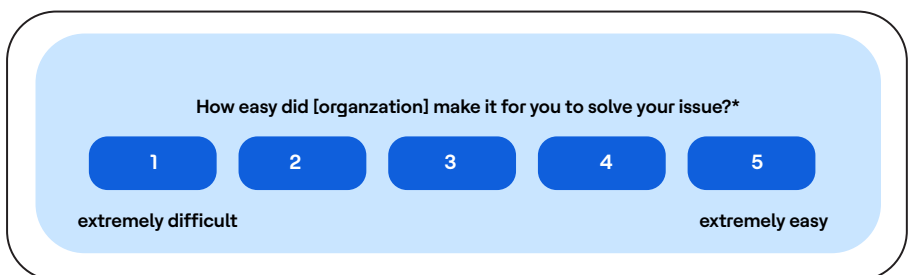 How easy did [organzation] make it for you to solve your issue?*
1 2 3 4 5
extremely difficult extremely easy